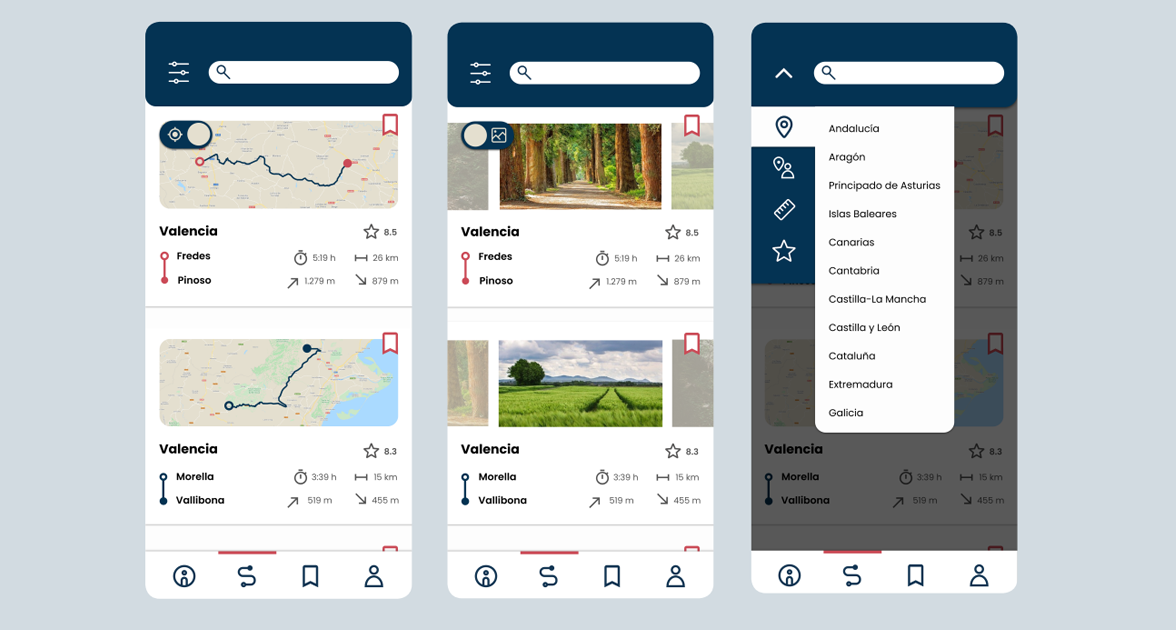 Valencia
8.5
Fredes
5:19 h
26 km
Pinoso
1.279 m
879 m
Valencia
8.3
Morella
3:39 h
15 km
Vallibona
519 m
455 m
Valencia
8.5
Fredes
5:19 h
26 km
Pinoso
1.279 m
879 m
Valencia
8.3
Morella
3:39 h
15 km
Vallibona
519 m
455 m
Andalucía
Aragón
Principado de Asturias
Islas Baleares
Canarias
Cantabria
Castilla-La Mancha
Castilla y León
Cataluña
Extremadura
Galicia
8.5
26 km
879 m
Valencia
8.3
Morella
3:39 h
15 km
Vallibona
519 m
455 m